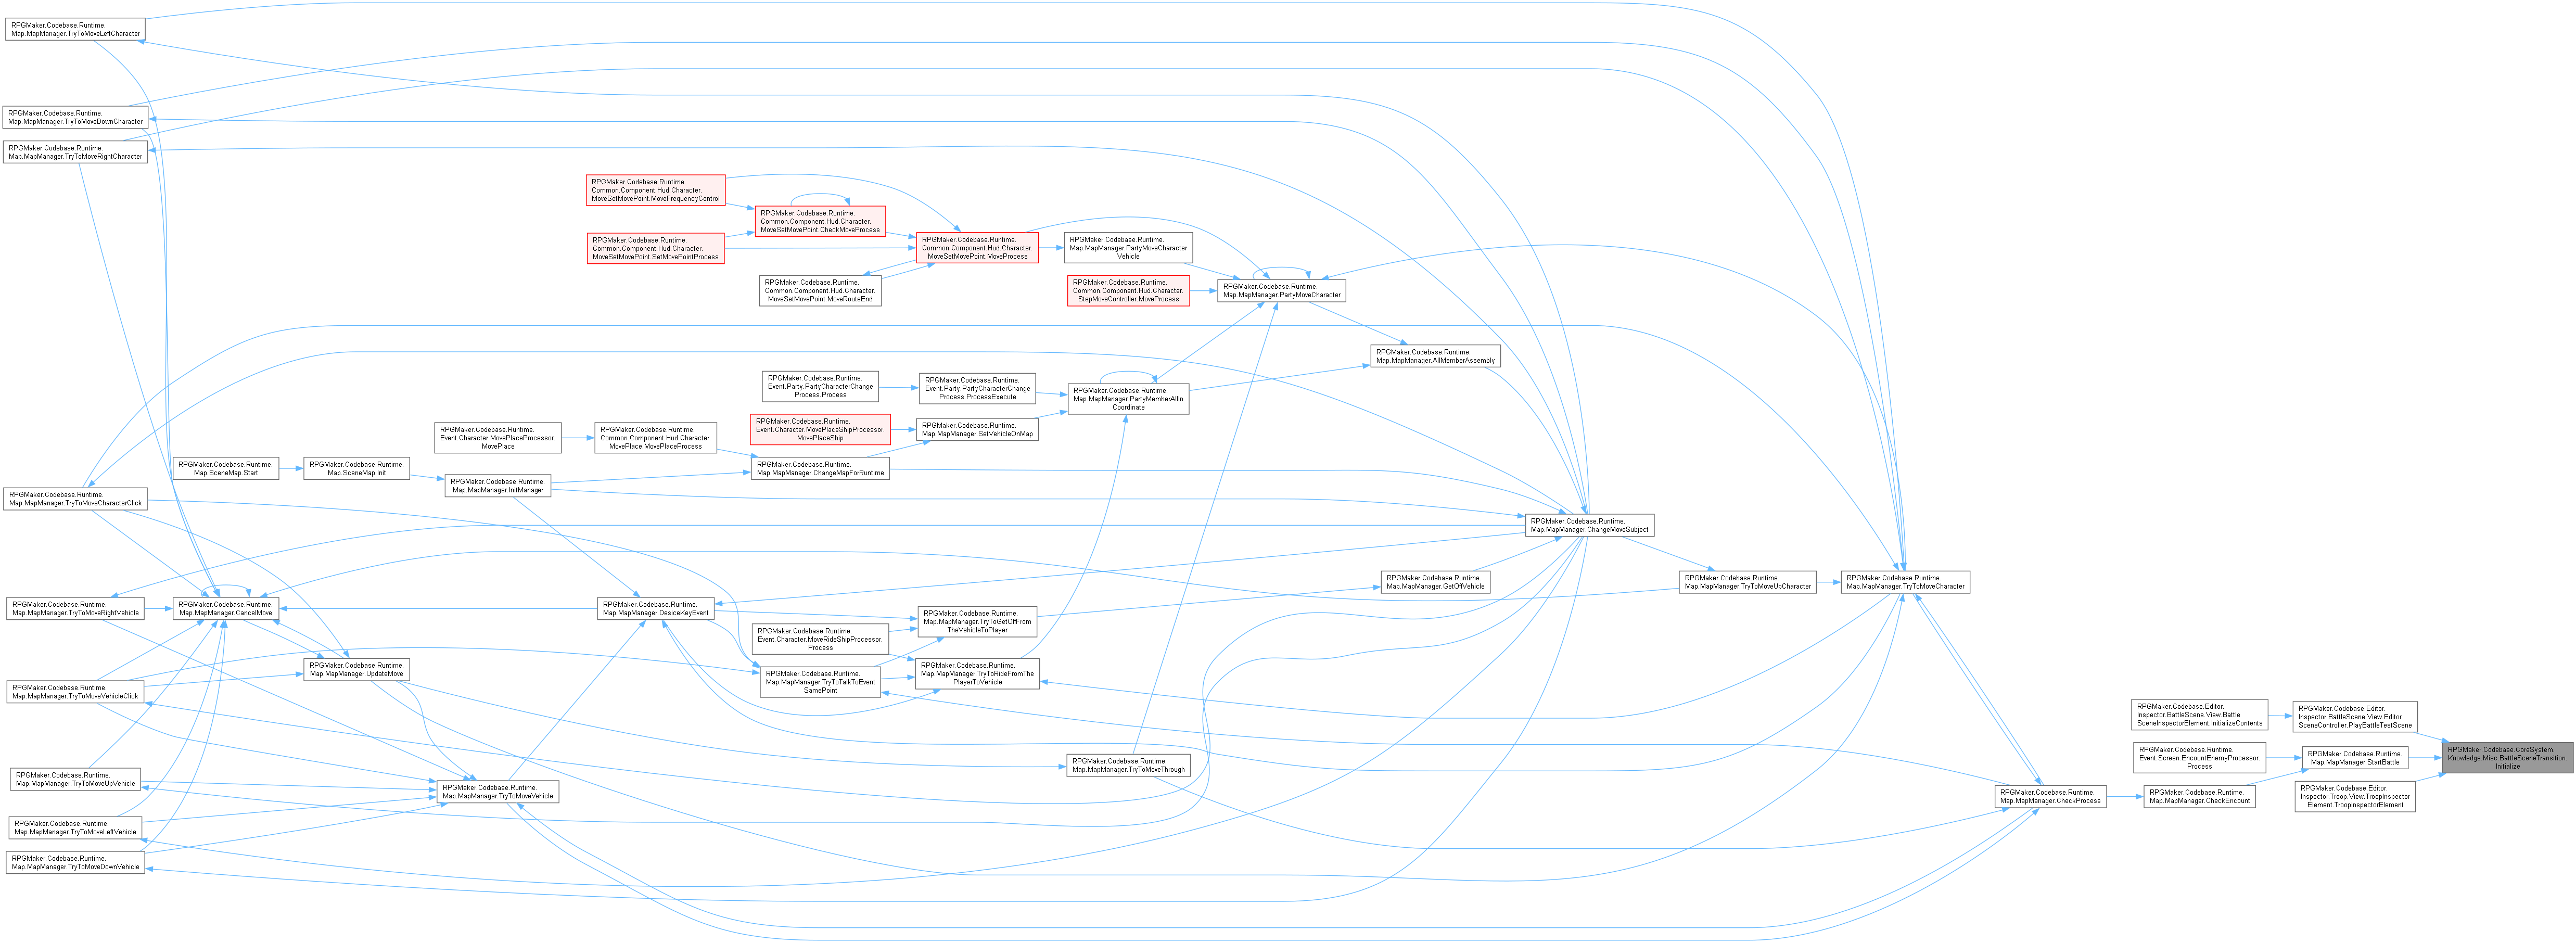 RPGMaker.Codebase.Runtime.
Map.MapManager.TryToMoveLeftCharacter
RPGMaker.Codebase.Runtime.
Map.MapManager.TryToMoveDownCharacter
RPGMaker.Codebase.Runtime.
Map.MapManager.TryToMoveRightCharacter
RPGMaker.Codebase.Runtime.
Common.Component.Hud.Character.
MoveSetMovePoint.MoveFrequencyControl
RPGMaker.Codebase.Runtime.
Common.Component.Hud.Character.
MoveSetMovePoint.CheckMoveProcess
RPGMaker.Codebase.Runtime.
Common.Component.Hud.Character.
MoveSetMovePoint.SetMovePointProcess
RPGMaker.Codebase.Runtime.
Common.Component.Hud.Character.
MoveSetMovePoint.MoveProcess
RPGMaker.Codebase.Runtime.
Map.MapManager.PartyMoveCharacter
Vehicle
RPGMaker.Codebase.Runtime.
Common.Component.Hud.Character.
MoveSetMovePoint.MoveRouteEnd
RPGMaker.Codebase.Runtime.
Common.Component.Hud.Character.
StepMoveController.MoveProcess
RPGMaker.Codebase.Runtime.
Map.MapManager.PartyMoveCharacter
RPGMaker.Codebase.Runtime.
Map.MapManager.AllMemberAssembly
RPGMaker.Codebase.Runtime.
Event.Party.PartyCharacterChange
Process.Process
RPGMaker.Codebase.Runtime.
Event.Party.PartyCharacterChange
Process.ProcessExecute
RPGMaker.Codebase.Runtime.
Map.MapManager.PartyMemberAllIn
Coordinate
RPGMaker.Codebase.Runtime.
Event.Character.MovePlaceShipProcessor.
MovePlaceShip
RPGMaker.Codebase.Runtime.
Map.MapManager.SetVehicleOnMap
RPGMaker.Codebase.Runtime.
Event.Character.MovePlaceProcessor.
MovePlace
RPGMaker.Codebase.Runtime.
Common.Component.Hud.Character.
MovePlace.MovePlaceProcess
RPGMaker.Codebase.Runtime.
Map.SceneMap.Start
RPGMaker.Codebase.Runtime.
Map.SceneMap.Init
RPGMaker.Codebase.Runtime.
Map.MapManager.ChangeMapForRuntime
RPGMaker.Codebase.Runtime.
Map.MapManager.InitManager
RPGMaker.Codebase.Runtime.
Map.MapManager.TryToMoveCharacterClick
RPGMaker.Codebase.Runtime.
Map.MapManager.ChangeMoveSubject
RPGMaker.Codebase.Runtime.
Map.MapManager.GetOffVehicle
RPGMaker.Codebase.Runtime.
Map.MapManager.TryToMoveUpCharacter
RPGMaker.Codebase.Runtime.
Map.MapManager.TryToMoveCharacter
RPGMaker.Codebase.Runtime.
Map.MapManager.TryToMoveRightVehicle
RPGMaker.Codebase.Runtime.
Map.MapManager.CancelMove
RPGMaker.Codebase.Runtime.
Map.MapManager.DesiceKeyEvent
RPGMaker.Codebase.Runtime.
Map.MapManager.TryToGetOffFrom
TheVehicleToPlayer
RPGMaker.Codebase.Runtime.
Event.Character.MoveRideShipProcessor.
Process
RPGMaker.Codebase.Runtime.
Map.MapManager.UpdateMove
RPGMaker.Codebase.Runtime.
Map.MapManager.TryToTalkToEvent
SamePoint
RPGMaker.Codebase.Runtime.
Map.MapManager.TryToRideFromThe
PlayerToVehicle
RPGMaker.Codebase.Runtime.
Map.MapManager.TryToMoveVehicleClick
RPGMaker.Codebase.Editor.
Inspector.BattleScene.View.Battle
SceneInspectorElement.InitializeContents
RPGMaker.Codebase.Editor.
Inspector.BattleScene.View.Editor
SceneController.PlayBattleTestScene
RPGMaker.Codebase.Runtime.
Event.Screen.EncountEnemyProcessor.
Process
RPGMaker.Codebase.Runtime.
Map.MapManager.StartBattle
RPGMaker.Codebase.CoreSystem.
Knowledge.Misc.BattleSceneTransition.
Initialize
RPGMaker.Codebase.Runtime.
Map.MapManager.TryToMoveThrough
RPGMaker.Codebase.Runtime.
Map.MapManager.TryToMoveUpVehicle
RPGMaker.Codebase.Runtime.
Map.MapManager.TryToMoveVehicle
RPGMaker.Codebase.Runtime.
Map.MapManager.CheckProcess
RPGMaker.Codebase.Runtime.
Map.MapManager.CheckEncount
RPGMaker.Codebase.Editor.
Inspector.Troop.View.TroopInspector
Element.TroopInspectorElement
RPGMaker.Codebase.Runtime.
Map.MapManager.TryToMoveLeftVehicle
RPGMaker.Codebase.Runtime.
Map.MapManager.TryToMoveDownVehicle